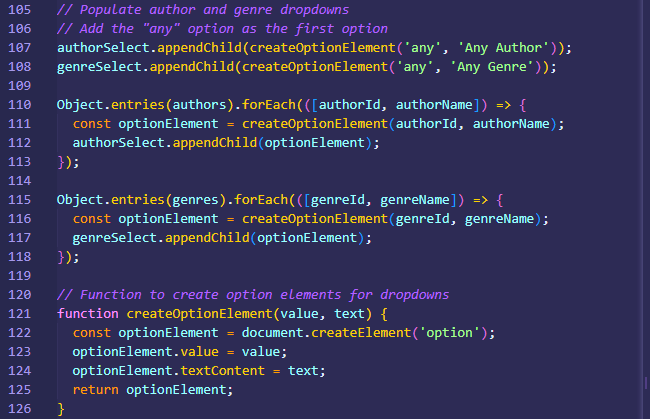 105 // Populate author and genre dropdowns
106 // Add the "any" option as the first option
107 authorSelect.appendChild(createOptionElement('any', 'Any Author'));
108 genreSelect.appendChild(createOptionElement('any', 'Any Genre'));
109
110 Object.entries(authors).forEach(([authorId, authorName]) => {
111   const optionElement = createOptionElement(authorId, authorName);
112   authorSelect.appendChild(optionElement);
113 });
114
115 Object.entries(genres).forEach(([genreId, genreName]) => {
116   const optionElement = createOptionElement(genreId, genreName);
117   genreSelect.appendChild(optionElement);
118 });
119
120 // Function to create option elements for dropdowns
121 function createOptionElement(value, text) {
122   const optionElement = document.createElement('option');
123   optionElement.value = value;
124   optionElement.textContent = text;
125   return optionElement;
126 }